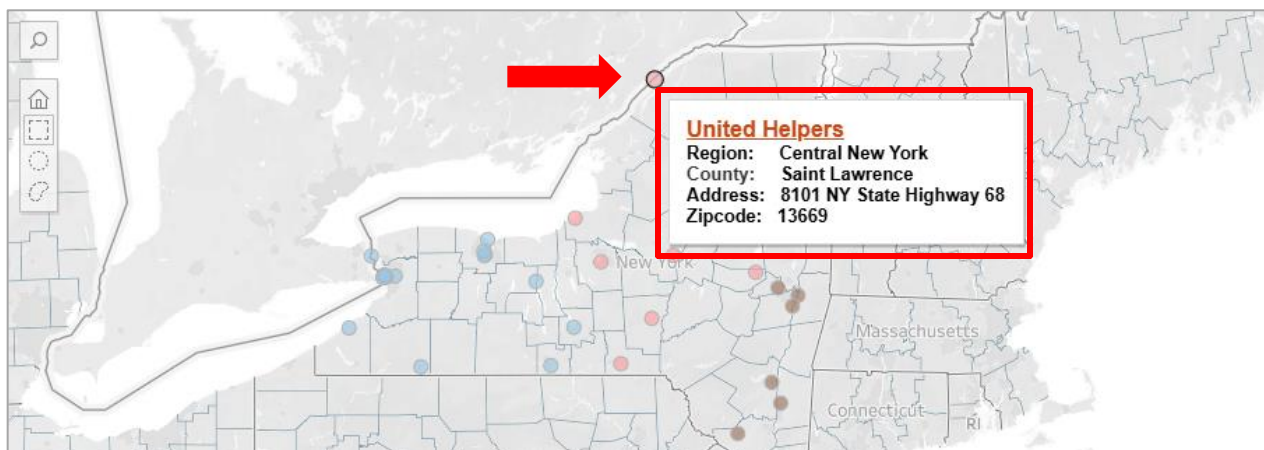 United Helpers
Region: Central New York
County: Saint Lawrence
Address: 8101 NY State Highway 68
Zipcode: 13669
New York
Massachusetts
Connecticut
RI